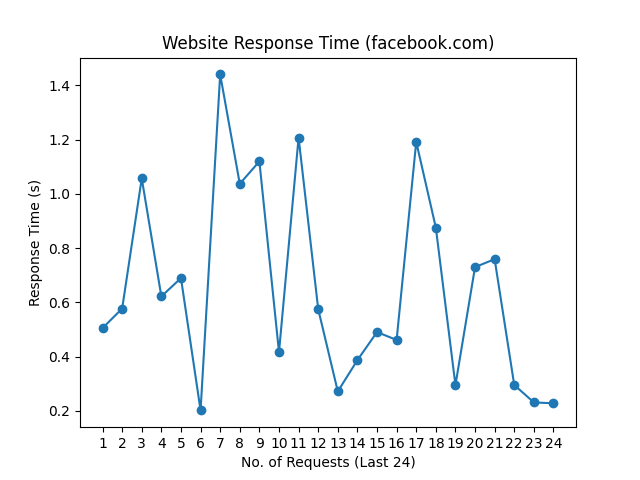 Website Response Time (facebook.com)
1.4
1.2
1.0
0.8
0.6
0.4
0.2
Response Time (s)
1 2 3 4 5 6 7 8 9 10 11 12 13 14 15 16 17 18 19 20 21 22 23 24
No. of Requests (Last 24)